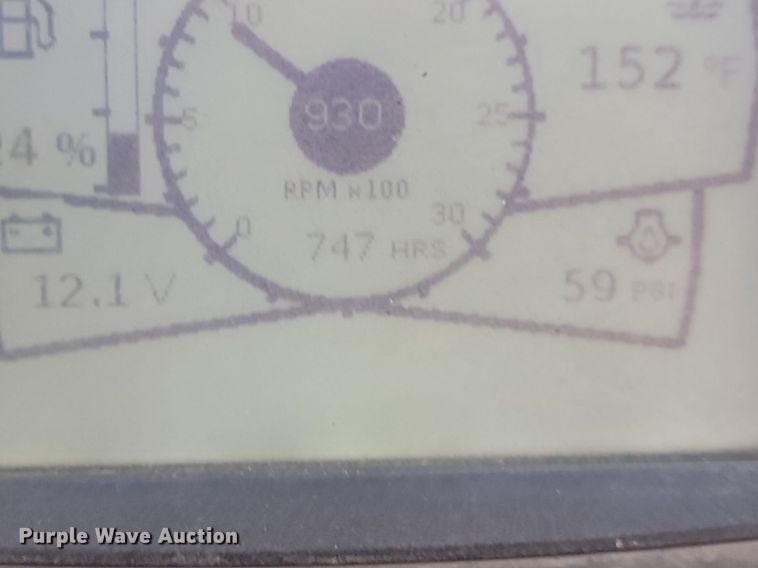 10 20
152 °F
930
5 25
24 %
RPM x100
0 30
747 HRS
12.1 V
59 PSI
Purple Wave Auction